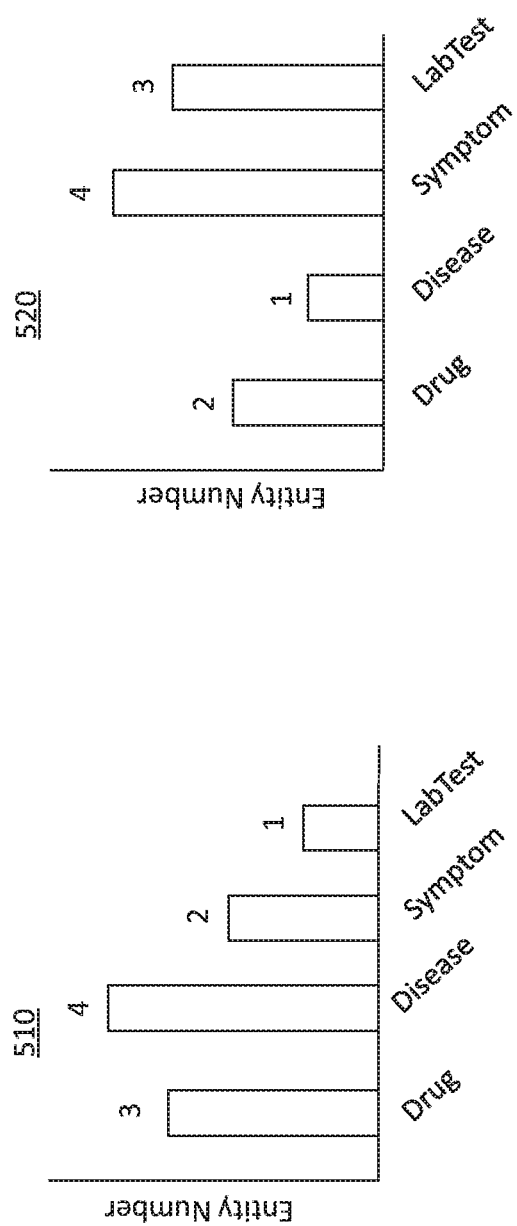 510
Entity Number
3
4
2
1
Drug
Disease
Symptom
LabTest
520
Entity Number
2
1
4
3
Drug
Disease
Symptom
LabTest